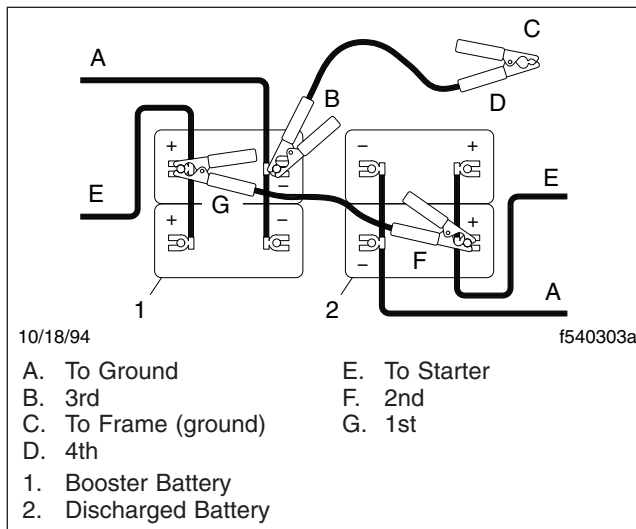 A
B
C
D
+
–
–
+
E
G
E
+
–
+
F
–
A
1
2
10/18/94
f540303a
A. To Ground
B. 3rd
C. To Frame (ground)
D. 4th
E. To Starter
F. 2nd
G. 1st
1. Booster Battery
2. Discharged Battery